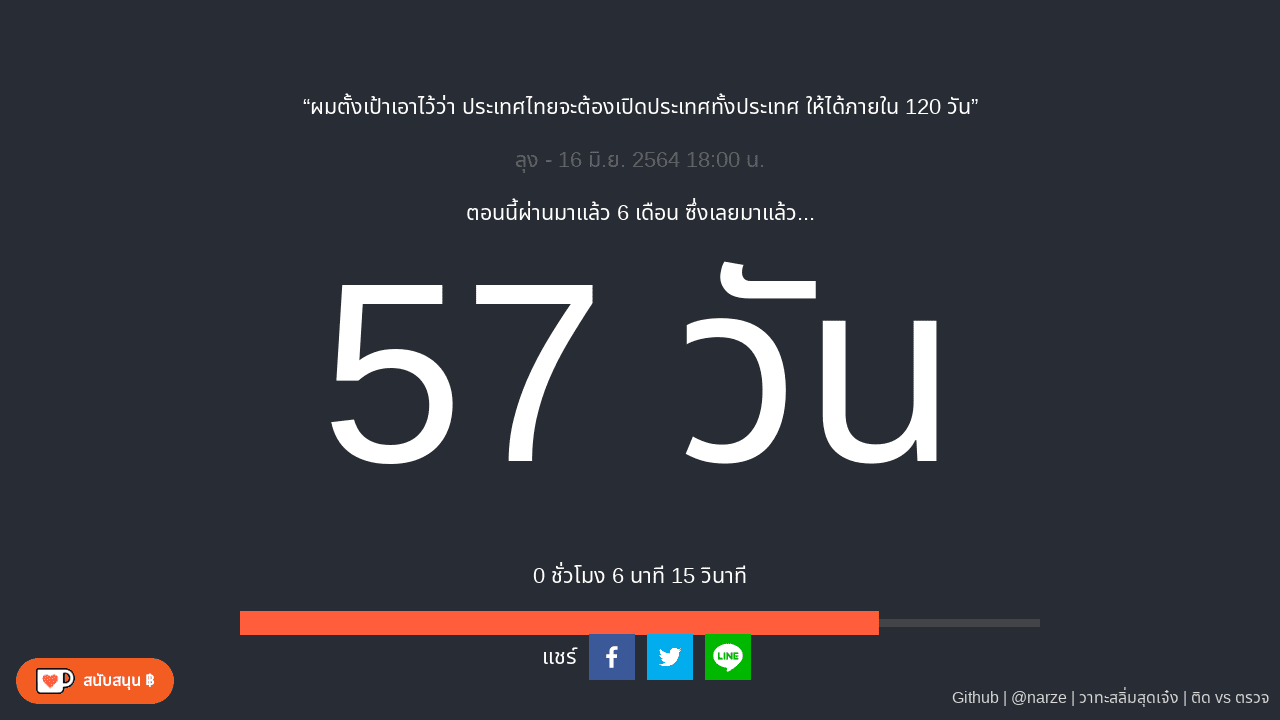 “ผมตั้งเป้าเอาไว้ว่า ประเทศไทยจะต้องเปิดประเทศทั้งประเทศ ให้ได้ภายใน 120 วัน”
ลุง - 16 มิ.ย. 2564 18:00 น.
ตอนนี้ผ่านมาแล้ว 6 เดือน ซึ่งเลยมาแล้ว...
57 วัน
0 ชั่วโมง 6 นาที 15 วินาที
แชร์
LINE
สนับสนุน ฿
Github | @narze | วาทะสลิ่มสุดเจ๋ง | ติด vs ตรวจ